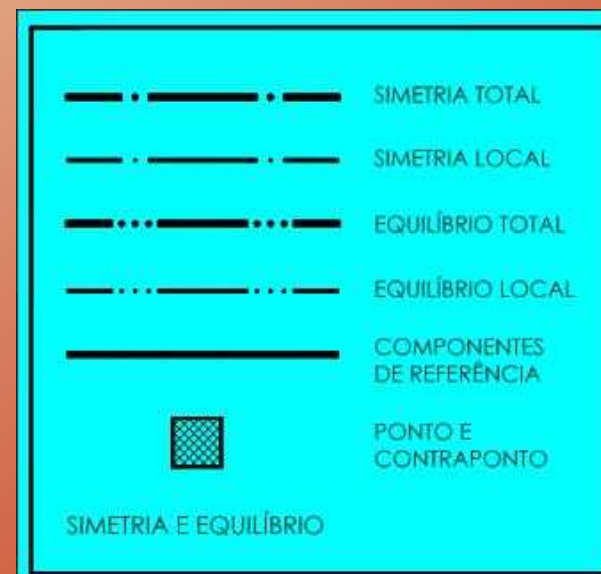 SIMETRIA TOTAL
SIMETRIA LOCAL
EQUILÍBRIO TOTAL
EQUILÍBRIO LOCAL
COMPONENTES
DE REFERÊNCIA
PONTO E
CONTRAPONTO
SIMETRIA E EQUILÍBRIO